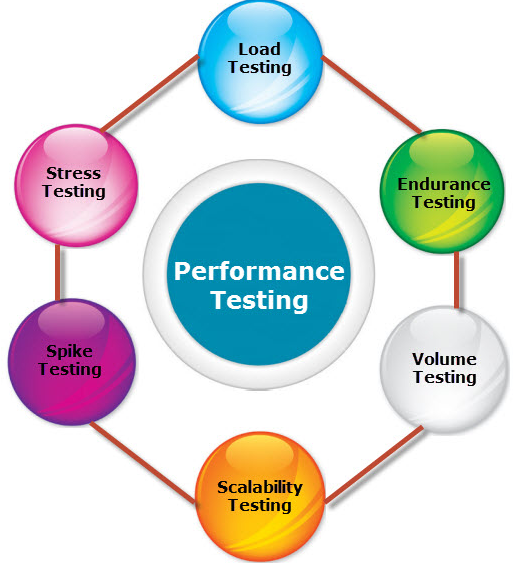 Load
Testing
Stress
Testing
Endurance
Testing
Performance
Testing
Spike
Testing
Volume
Testing
Scalability
Testing